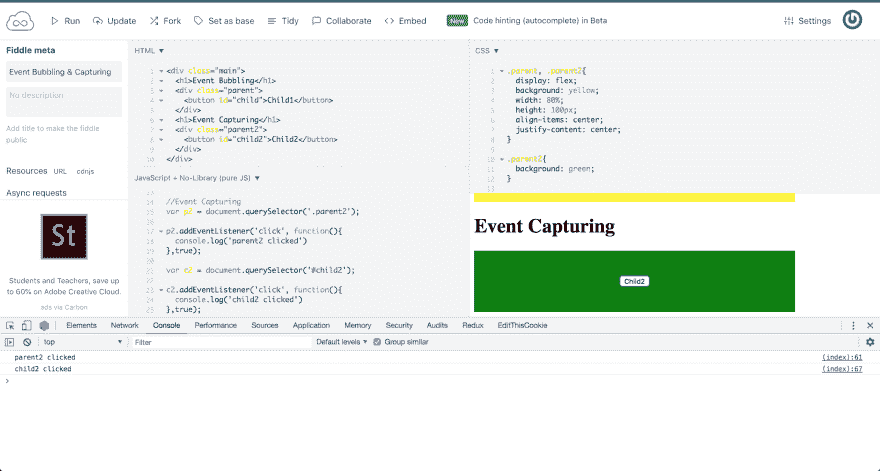 Run Update Fork Set as base Tidy Collaborate Embed New Code hinting (autocomplete) in Beta Settings
Fiddle meta
Event Bubbling & Capturing
No description
Add title to make the fiddle
public
Resources URL cdnjs
Async requests
St
Students and Teachers, save up
to 60% on Adobe Creative Cloud.
ads via Carbon
HTML ▼
1 <div class="main">
2 <h1>Event Bubbling</h1>
3 <div class="parent">
4 <button id="child">Child1</button>
5 </div>
6 <h1>Event Capturing</h1>
7 <div class="parent2">
8 <button id="child2">Child2</button>
9 </div>
10 </div>
CSS ▼
1 .parent, .parent2{
2 display: flex;
3 background: yellow;
4 width: 80%;
5 height: 100px;
6 align-items: center;
7 justify-content: center;
8 }
9
10 .parent2{
11 background: green;
12 }
13
JavaScript + No-Library (pure JS) ▼
13
14 //Event Capturing
15 var p2 = document.querySelector('.parent2');
16
17 p2.addEventListener('click', function(){
18 console.log('parent2 clicked')
19 },true);
20
21 var c2 = document.querySelector('#child2');
22
23 c2.addEventListener('click', function(){
24 console.log('child2 clicked')
25 },true);
Event Capturing
Child2
Elements Network Console Performance Sources Application Memory Security Audits Redux EditThisCookie
top Filter Default levels ▼ Group similar
parent2 clicked (index):61
child2 clicked (index):67